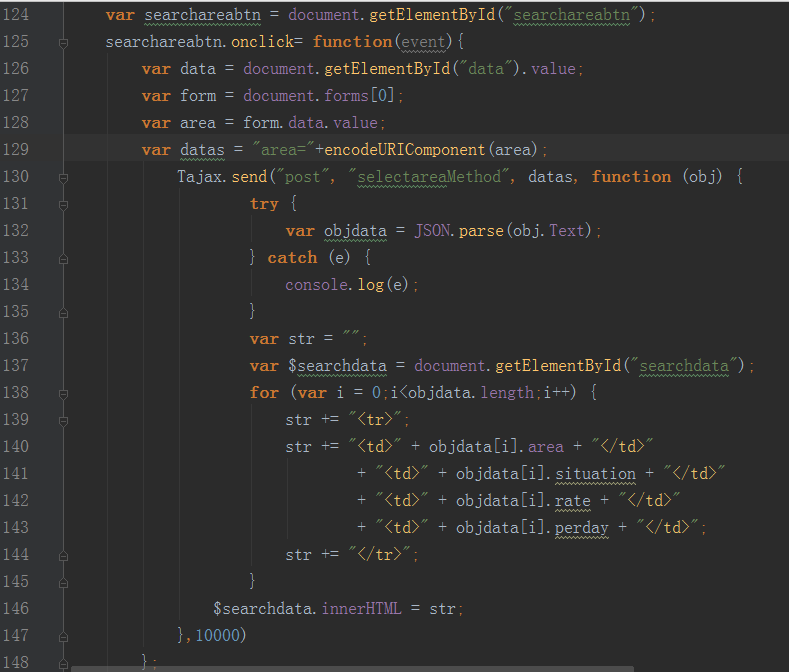 124 var searchareabtn = document.getElementById("searchareabtn");
125 searchareabtn.onclick= function(event){
126 var data = document.getElementById("data").value;
127 var form = document.forms[0];
128 var area = form.data.value;
129 var datas = "area="+encodeURIComponent(area);
130 Tajax.send("post", "selectareaMethod", datas, function (obj) {
131 try {
132 var objdata = JSON.parse(obj.Text);
133 } catch (e) {
134 console.log(e);
135 }
136 var str = "";
137 var $searchdata = document.getElementById("searchdata");
138 for (var i = 0;i<objdata.length;i++) {
139 str += "<tr>";
140 str += "<td>" + objdata[i].area + "</td>"
141 + "<td>" + objdata[i].situation + "</td>"
142 + "<td>" + objdata[i].rate + "</td>"
143 + "<td>" + objdata[i].perday + "</td>";
144 str += "</tr>";
145 }
146 $searchdata.innerHTML = str;
147 },10000)
148 };